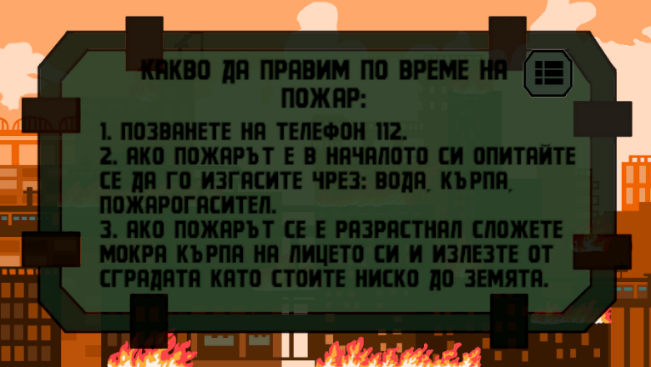 КАКВО ДА ПРАВИМ ПО ВРЕМЕ НА
ПОЖАР:
1. ПОЗВАНЕТЕ НА ТЕЛЕФОН 112.
2. АКО ПОЖАРЪТ Е В НАЧАЛОТО СИ ОПИТАЙТЕ
СЕ ДА ГО ИЗГАСИТЕ ЧРЕЗ: ВОДА, КЪРПА,
ПОЖАРОГАСИТЕЛ.
3. АКО ПОЖАРЪТ СЕ Е РАЗРАСТНАЛ СЛОЖЕТЕ
МОКРА КЪРПА НА ЛИЦЕТО СИ И ИЗЛЕЗТЕ ОТ
СГРАДАТА КАТО СТОИТЕ НИСКО ДО ЗЕМЯТА.